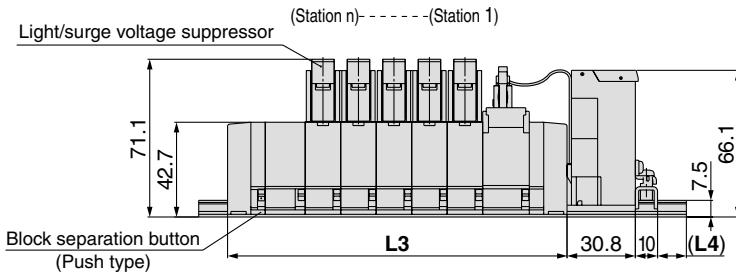 (Station n)------(Station 1)
Light/surge voltage suppressor
71.1
42.7
66.1
7.5
Block separation button
(Push type)
L3
30.8
10
(L4)